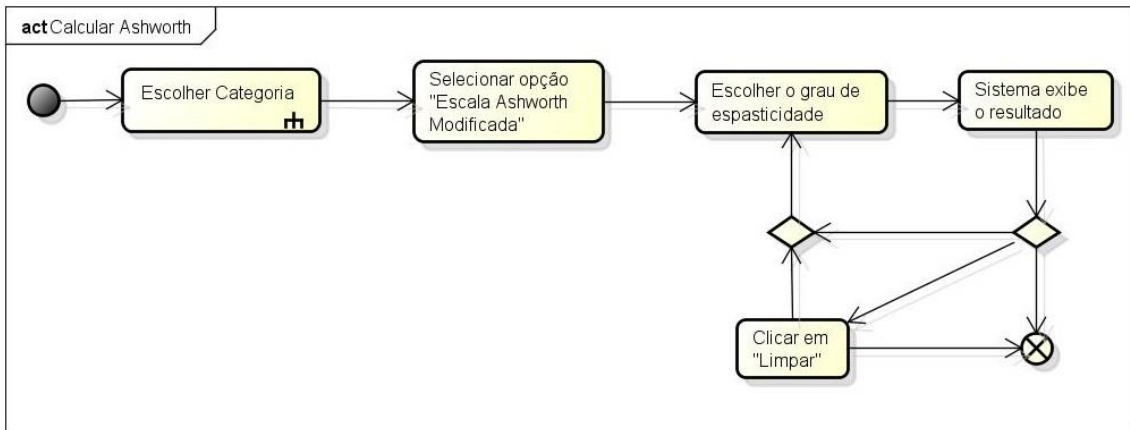 act Calcular Ashworth
Escolher Categoria
Selecionar opção
"Escala Ashworth
Modificada"
Escolher o grau de
espasticidade
Sistema exibe
o resultado
Clicar em
"Limpar"